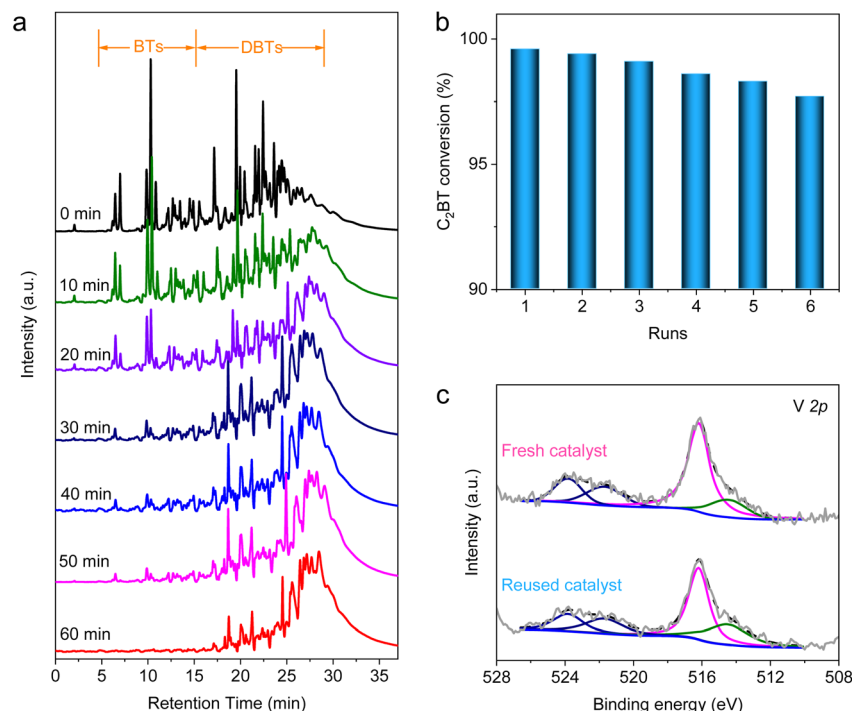 a
BTs
DBTs
0 min
10 min
20 min
30 min
40 min
50 min
60 min
Intensity (a.u.)
0
5
10
15
20
25
30
35
Retention Time (min)
b
100
95
90
C₂BT conversion (%)
1
2
3
4
5
6
Runs
c
V 2p
Fresh catalyst
Reused catalyst
Intensity (a.u.)
528
524
520
516
512
508
Binding energy (eV)